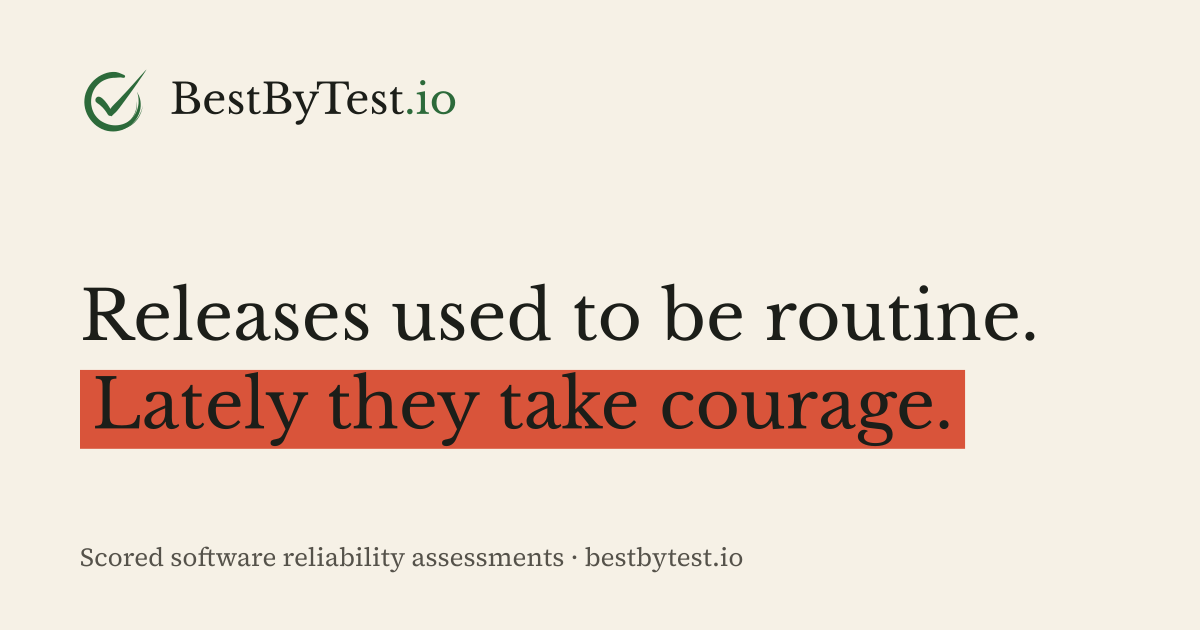 BestByTest.io
Releases used to be routine.
Lately they take courage.
Scored software reliability assessments · bestbytest.io